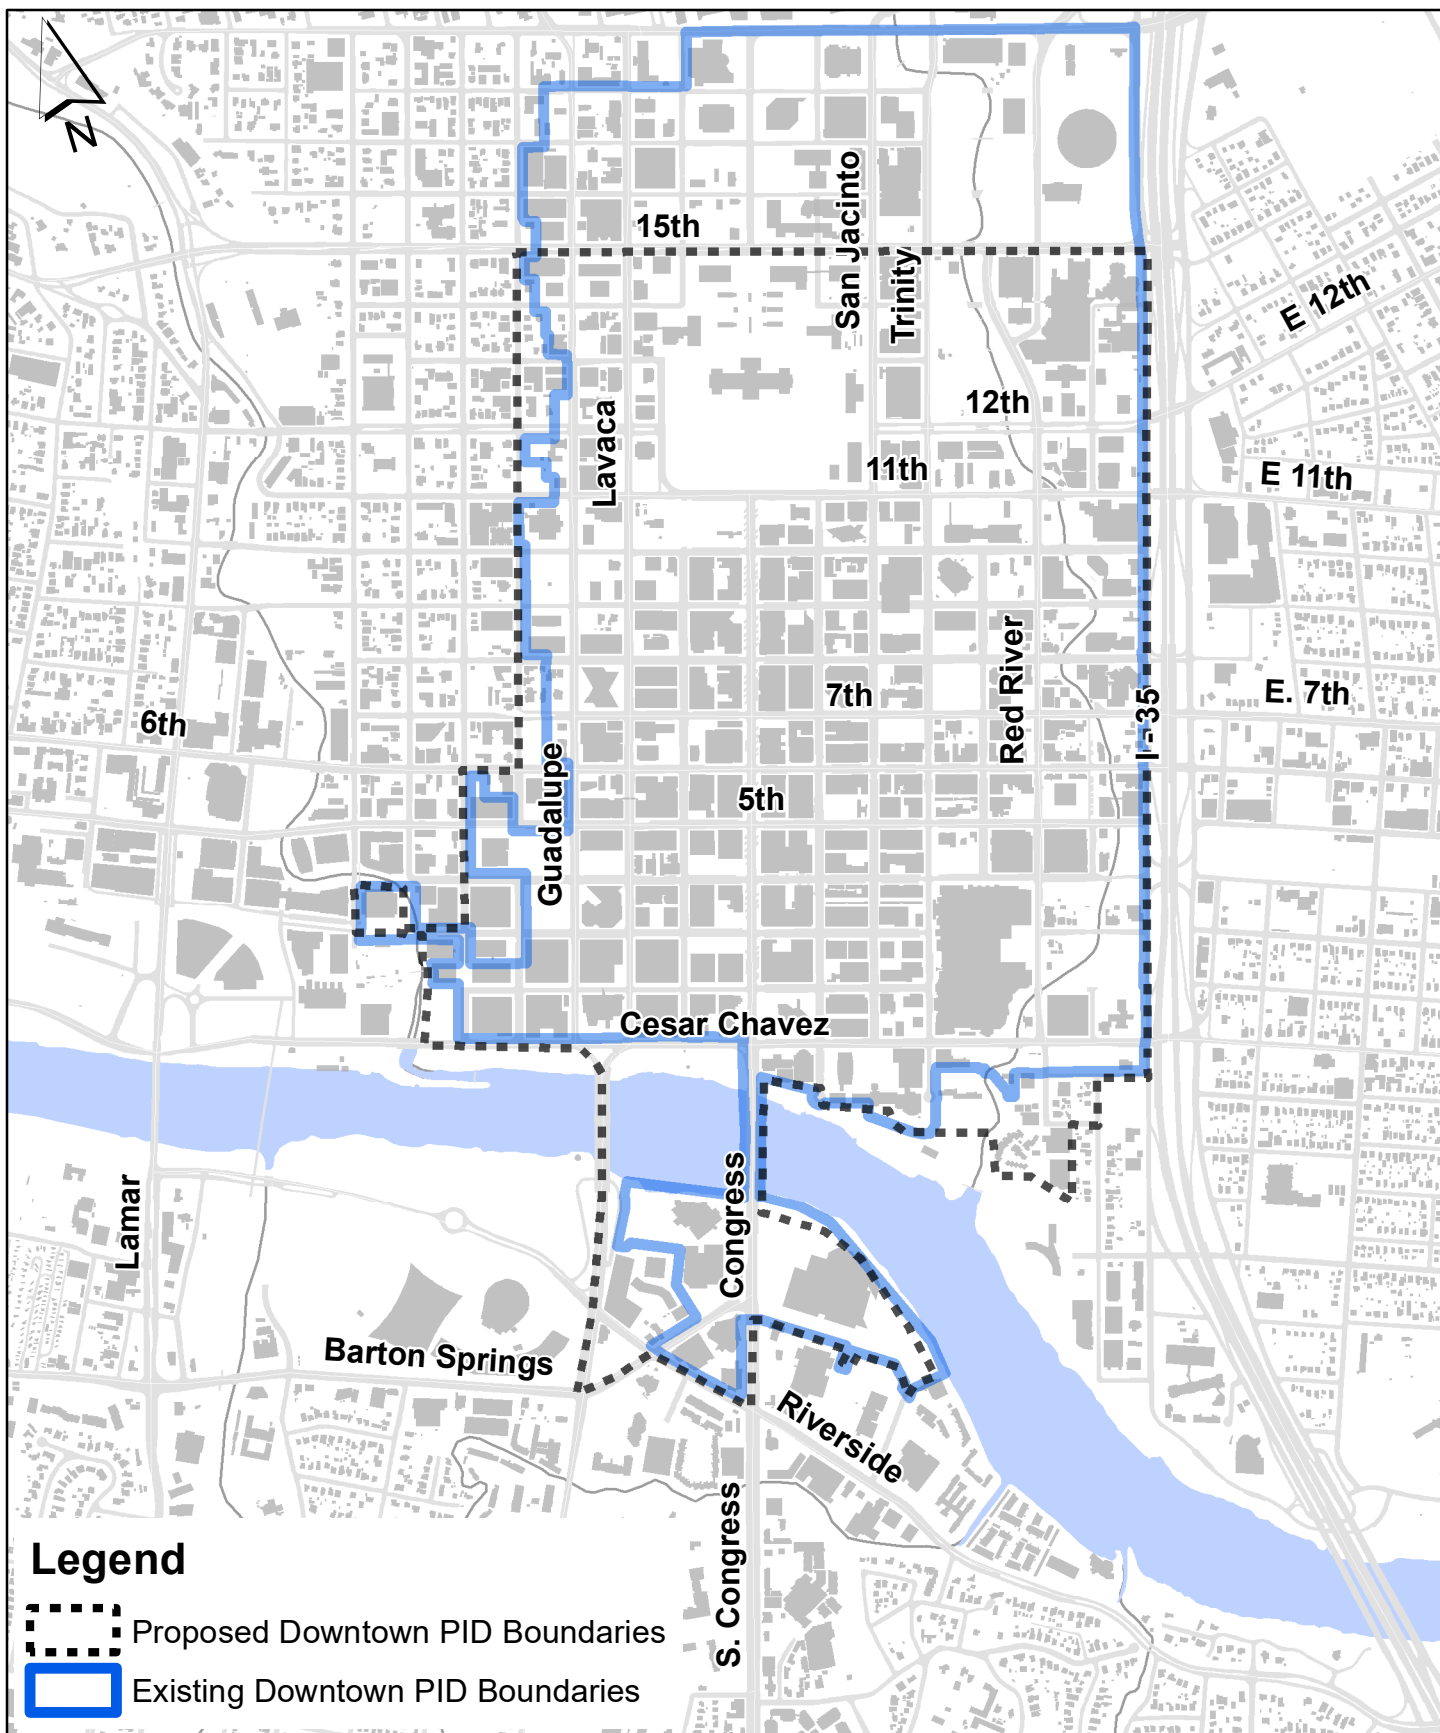 N
15th
San Jacinto
Trinity
E 12th
Lavaca
12th
11th
E 11th
Red River
7th
E. 7th
I - 35
6th
Guadalupe
5th
Cesar Chavez
Lamar
Congress
Barton Springs
Riverside
S. Congress
Legend
Proposed Downtown PID Boundaries
Existing Downtown PID Boundaries